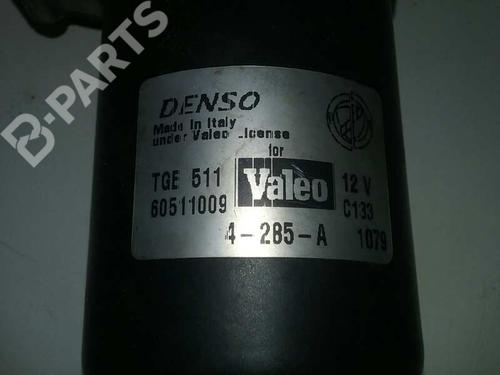 B-PARTS
DENSO
Made in Italy
under Valeo License
for
TGE 511 Valeo 12 V
60511009 C133
4-285-A 1079